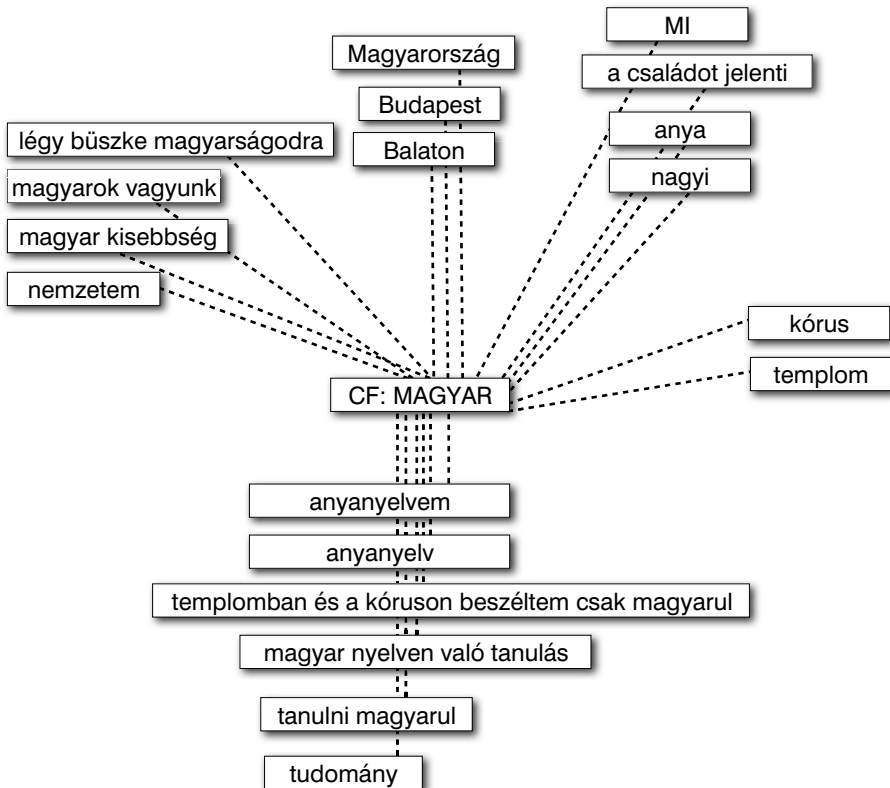 MI
Magyarország
a családot jelenti
Budapest
anya
légy büszke magyarságodra
Balaton
nagyi
magyarok vagyunk
magyar kisebbség
nemzetem
kórus
templom
CF: MAGYAR
anyanyelvem
anyanyelv
templomban és a kóruson beszéltem csak magyarul
magyar nyelven való tanulás
tanulni magyarul
tudomány